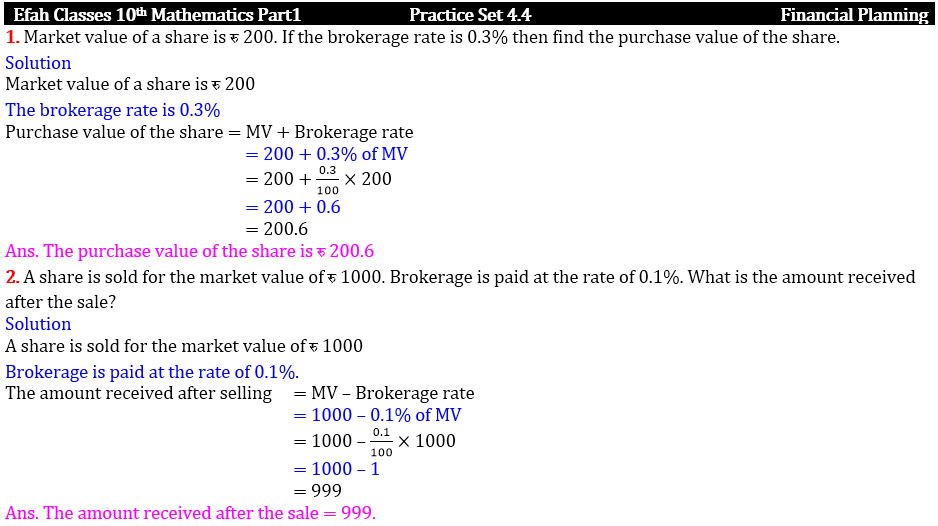 Efah Classes 10th Mathematics Part1 Practice Set 4.4 Financial Planning
1. Market value of a share is रु 200. If the brokerage rate is 0.3% then find the purchase value of the share.
Solution
Market value of a share is रु 200
The brokerage rate is 0.3%
Purchase value of the share = MV + Brokerage rate
= 200 + 0.3% of MV
= 200 + 0.3/100 × 200
= 200 + 0.6
= 200.6
Ans. The purchase value of the share is रु 200.6
2. A share is sold for the market value of रु 1000. Brokerage is paid at the rate of 0.1%. What is the amount received
after the sale?
Solution
A share is sold for the market value of रु 1000
Brokerage is paid at the rate of 0.1%.
The amount received after selling = MV – Brokerage rate
= 1000 – 0.1% of MV
= 1000 – 0.1/100 × 1000
= 1000 – 1
= 999
Ans. The amount received after the sale = 999.